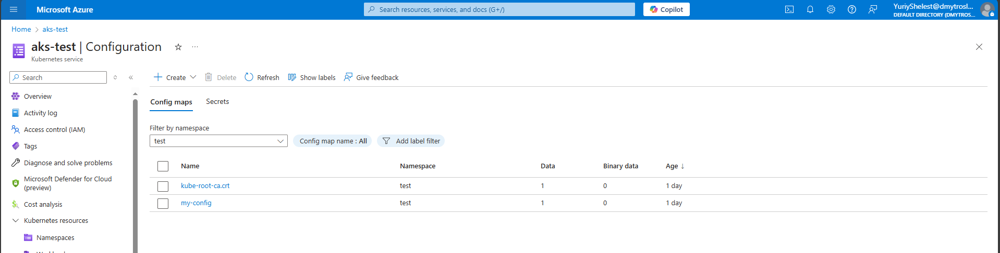 Microsoft Azure
Search resources, services, and docs (G+/)
Copilot
YuriyShelest@dmytrosl...
DEFAULT DIRECTORY (DMYTROS...
Home > aks-test
aks-test | Configuration
Kubernetes service
Search
Create
Delete
Refresh
Show labels
Give feedback
Overview
Activity log
Access control (IAM)
Tags
Diagnose and solve problems
Microsoft Defender for Cloud
(preview)
Cost analysis
Kubernetes resources
Namespaces
Config maps
Secrets
Filter by namespace
test
Config map name : All
Add label filter
Name Namespace Data Binary data Age ↓
kube-root-ca.crt test 1 0 1 day
my-config test 1 0 1 day